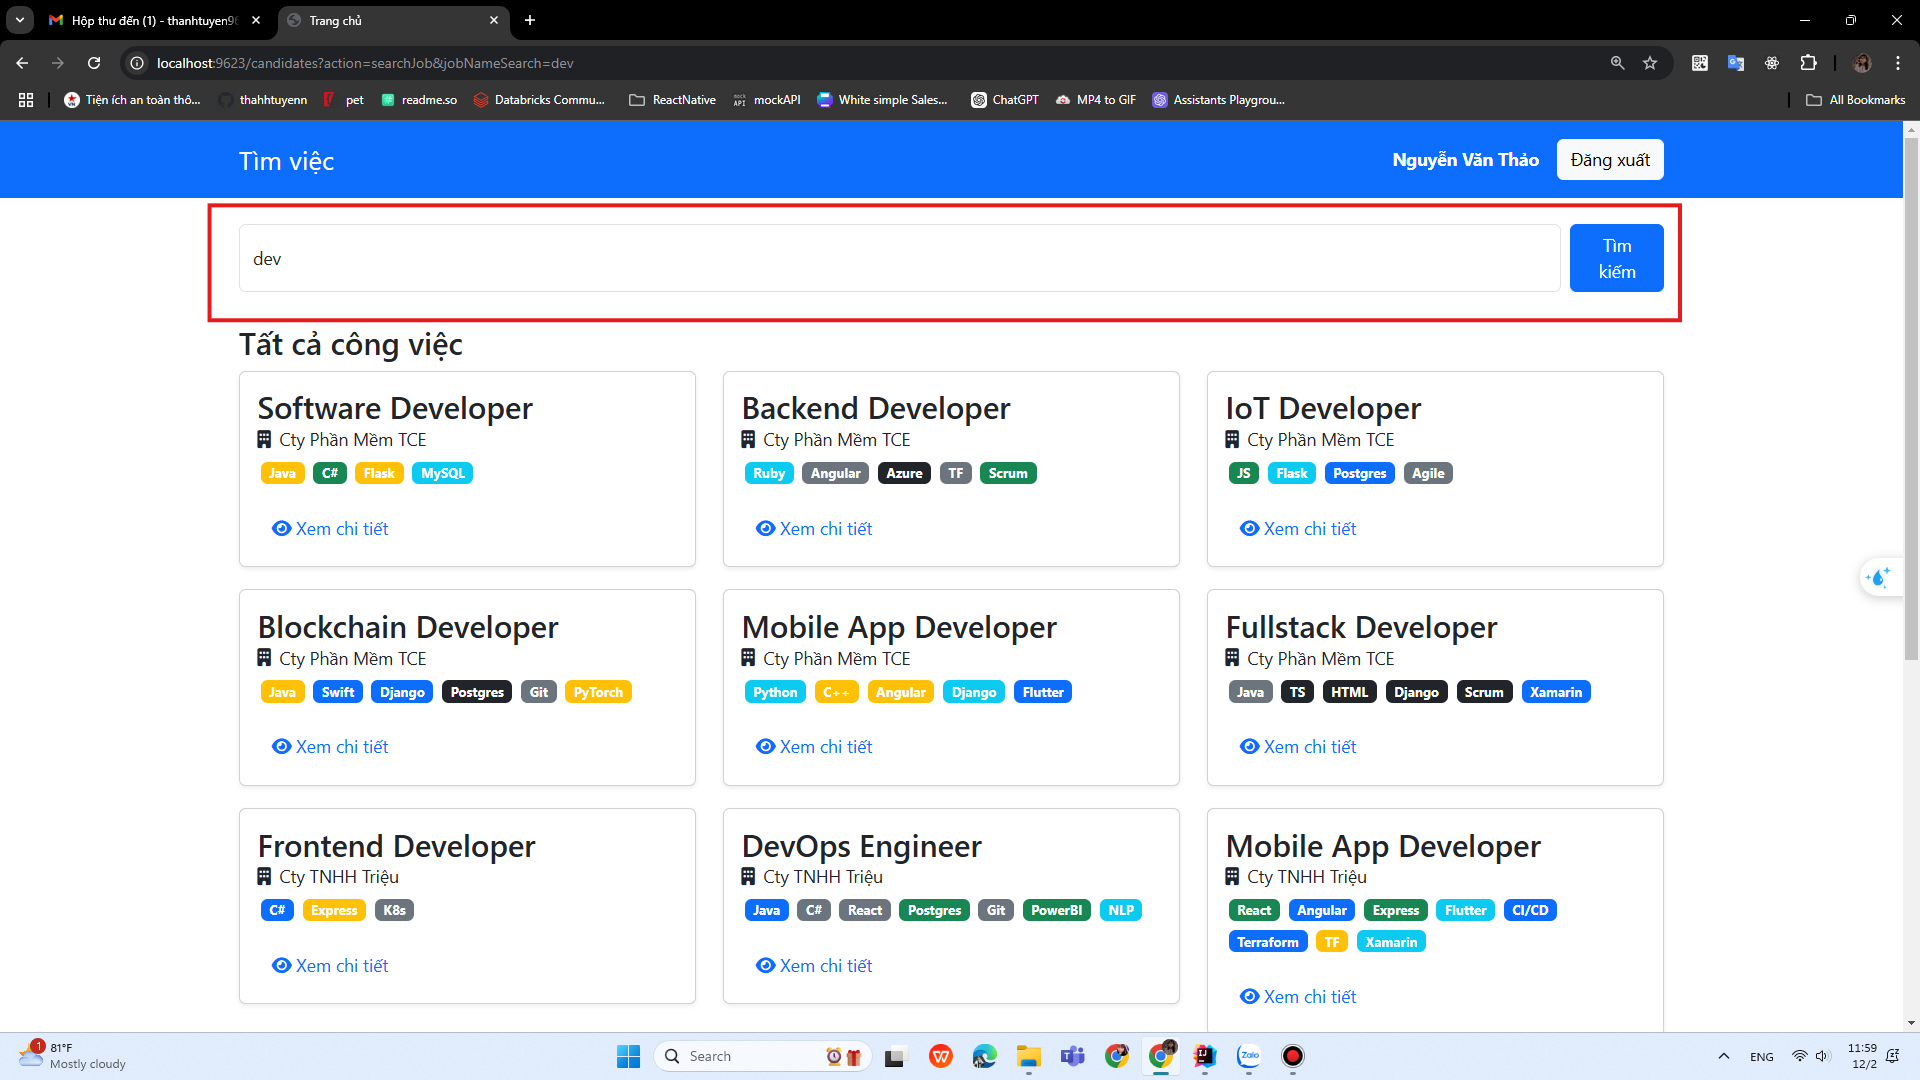 Hộp thư đến (1) - thanhtuyen96
Trang chủ
localhost:9623/candidates?action=searchJob&jobNameSearch=dev
Tiện ích an toàn thô...
thahhtuyenn
pet
readme.so
Databricks Commu...
ReactNative
mock API
mockAPI
White simple Sales...
ChatGPT
MP4 to GIF
Assistants Playgrou...
All Bookmarks
Tìm việc
Nguyễn Văn Thảo
Đăng xuất
dev
Tìm
kiếm
Tất cả công việc
Software Developer
Cty Phần Mềm TCE
Java C# Flask MySQL
Xem chi tiết
Backend Developer
Cty Phần Mềm TCE
Ruby Angular Azure TF Scrum
Xem chi tiết
IoT Developer
Cty Phần Mềm TCE
JS Flask Postgres Agile
Xem chi tiết
Blockchain Developer
Cty Phần Mềm TCE
Java Swift Django Postgres Git PyTorch
Xem chi tiết
Mobile App Developer
Cty Phần Mềm TCE
Python C++ Angular Django Flutter
Xem chi tiết
Fullstack Developer
Cty Phần Mềm TCE
Java TS HTML Django Scrum Xamarin
Xem chi tiết
Frontend Developer
Cty TNHH Triệu
C# Express K8s
Xem chi tiết
DevOps Engineer
Cty TNHH Triệu
Java C# React Postgres Git PowerBI NLP
Xem chi tiết
Mobile App Developer
Cty TNHH Triệu
React Angular Express Flutter CI/CD
Terraform TF Xamarin
Xem chi tiết
1
81°F
Mostly cloudy
Search
Zalo
ENG
11:59
12/2